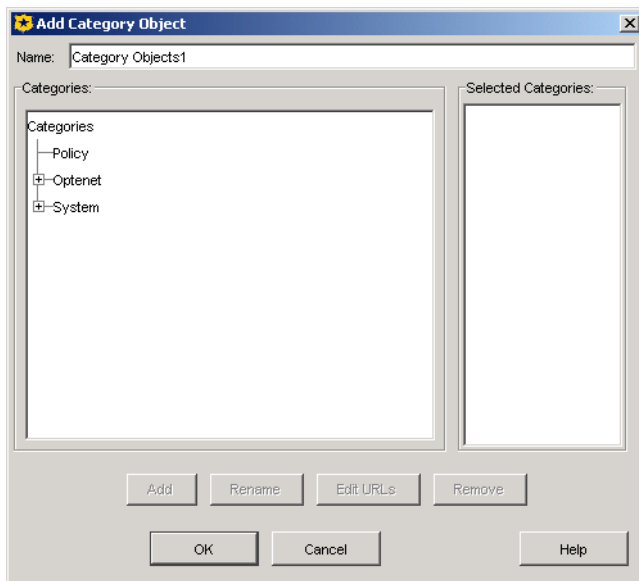 Add Category Object
Name: Category Objects1
Categories:
Selected Categories:
Categories
Policy
Optenet
System
Add Rename Edit URLs Remove
OK Cancel Help